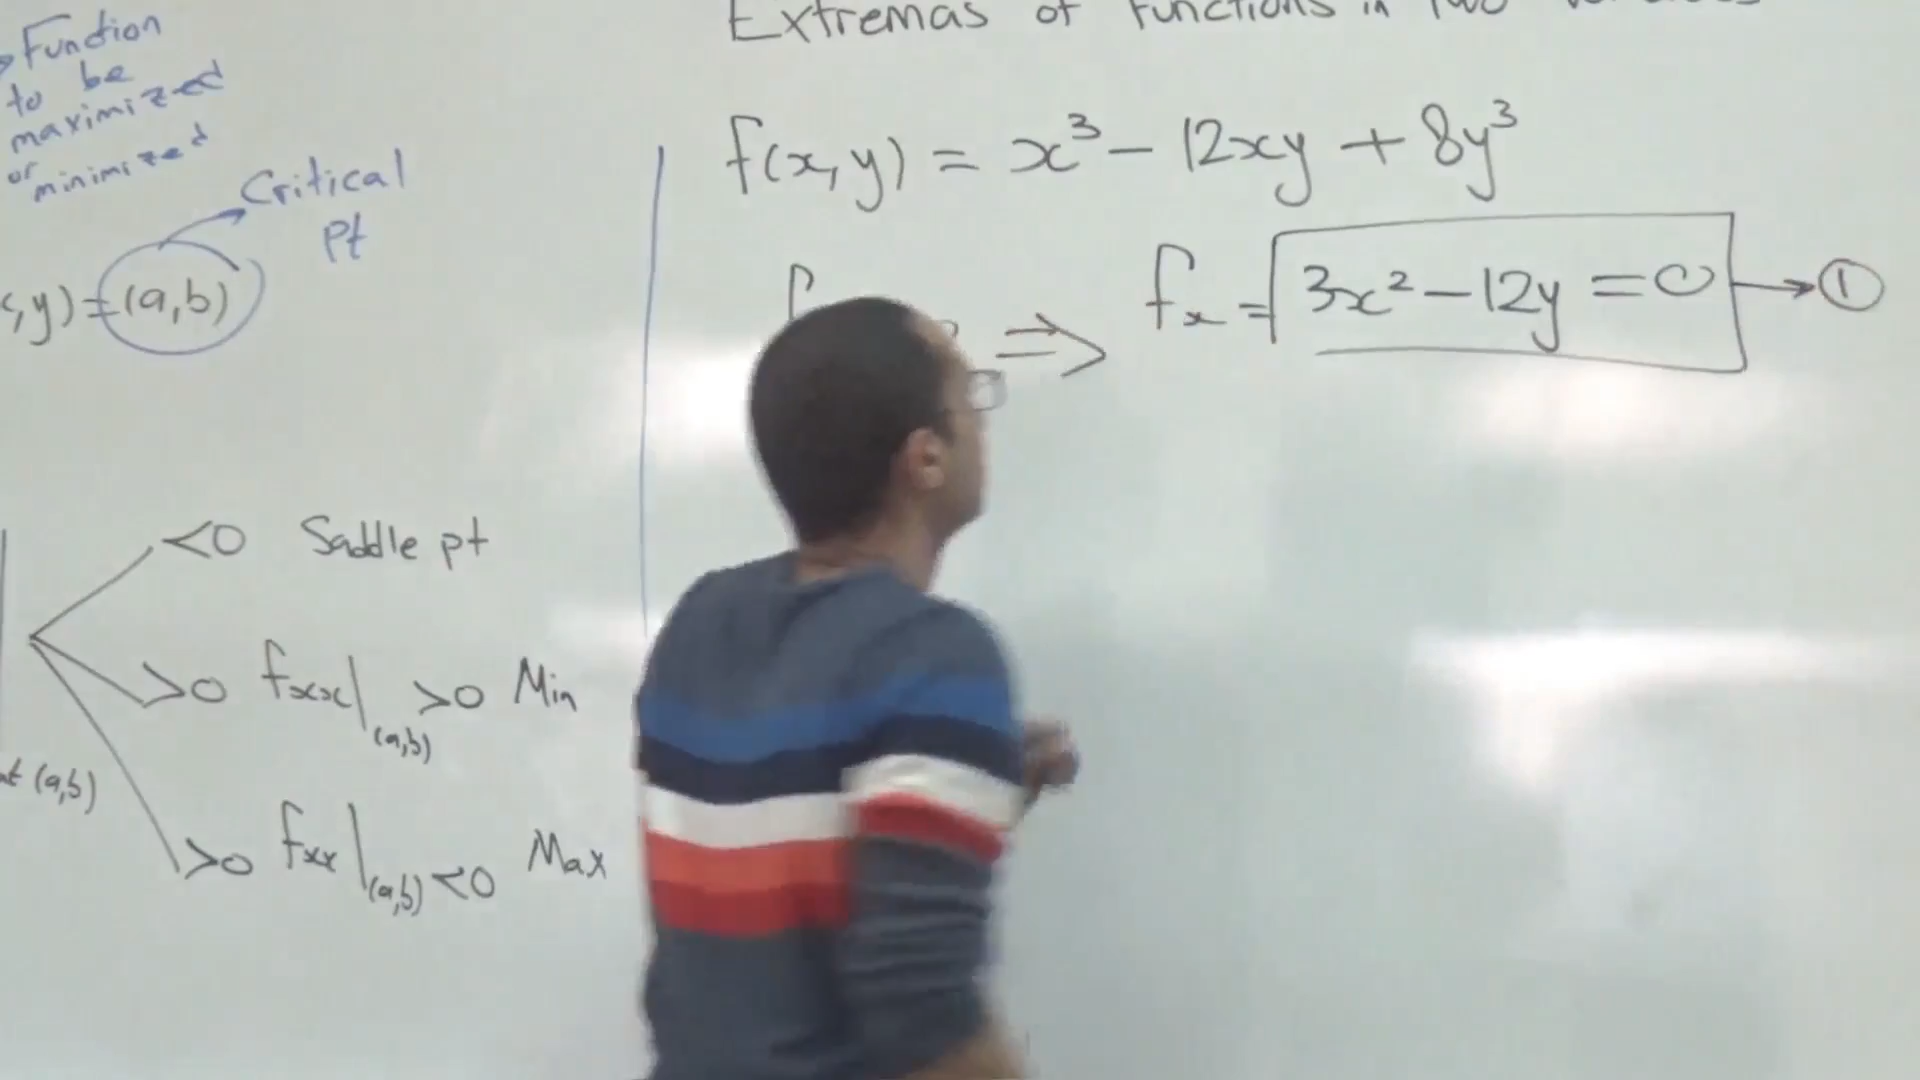 Function
to be
maximized
or minimized
Critical
pt
,y) = (a,b)
<0 Saddle pt
>0 fxx|(a,b) >0 Min
at (a,b)
>0 fxx|(a,b) <0 Max
Extremas of Functions in Two
f(x,y) = x³ - 12xy + 8y³
f
⇒ fx = 3x² - 12y = 0 → ①